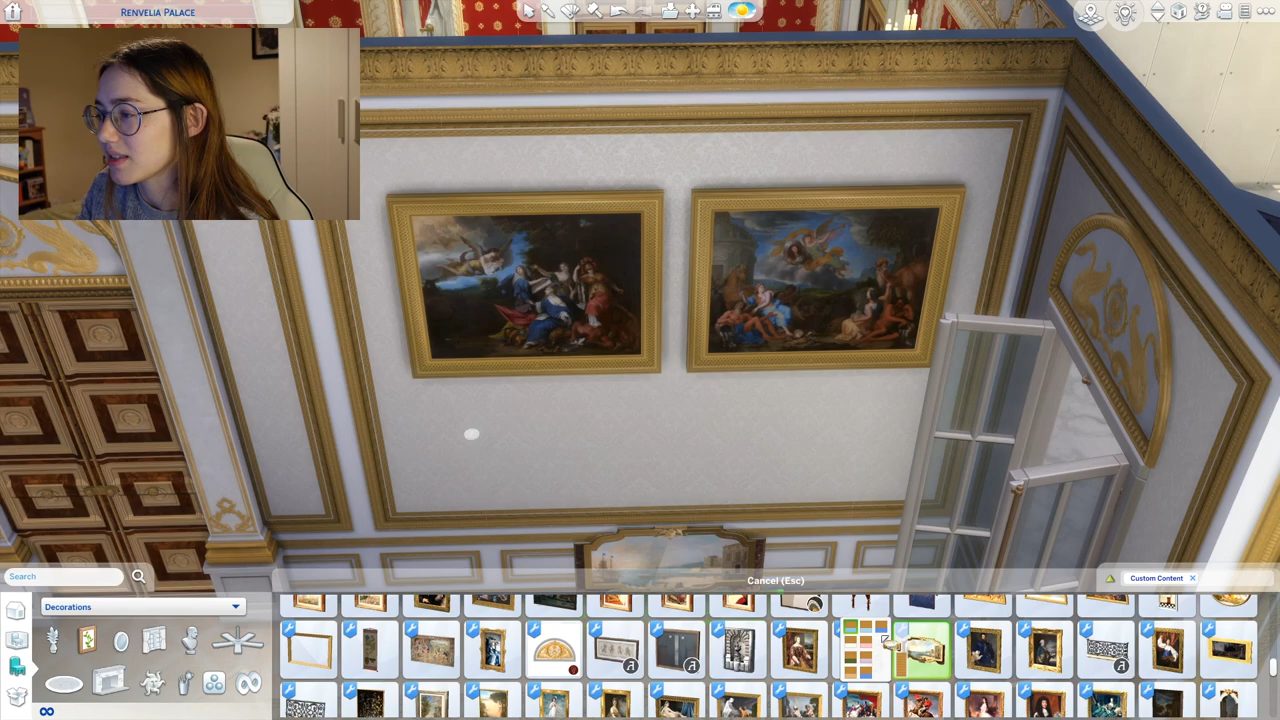 RENVELIA PALACE
Cancel (Esc)
Search
Custom Content
Decorations